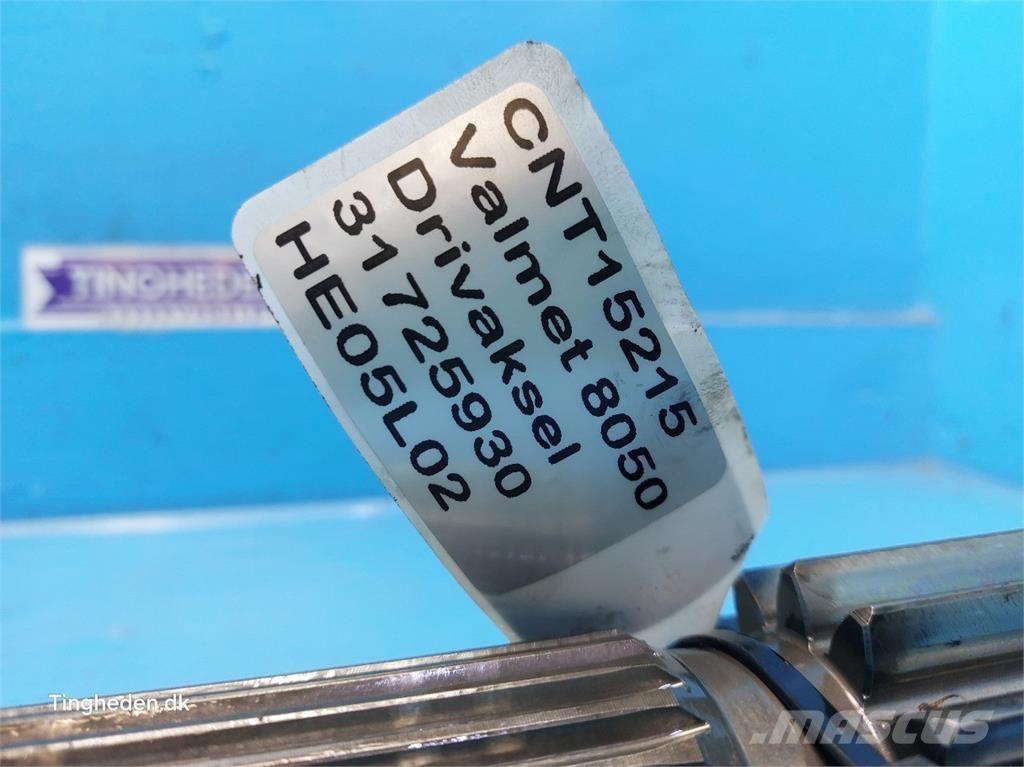 CNT15215
Valmet 8050
Drivaksel
31725930
HE05L02
TINGHEDEN
Tingheden.dk
MASCUS